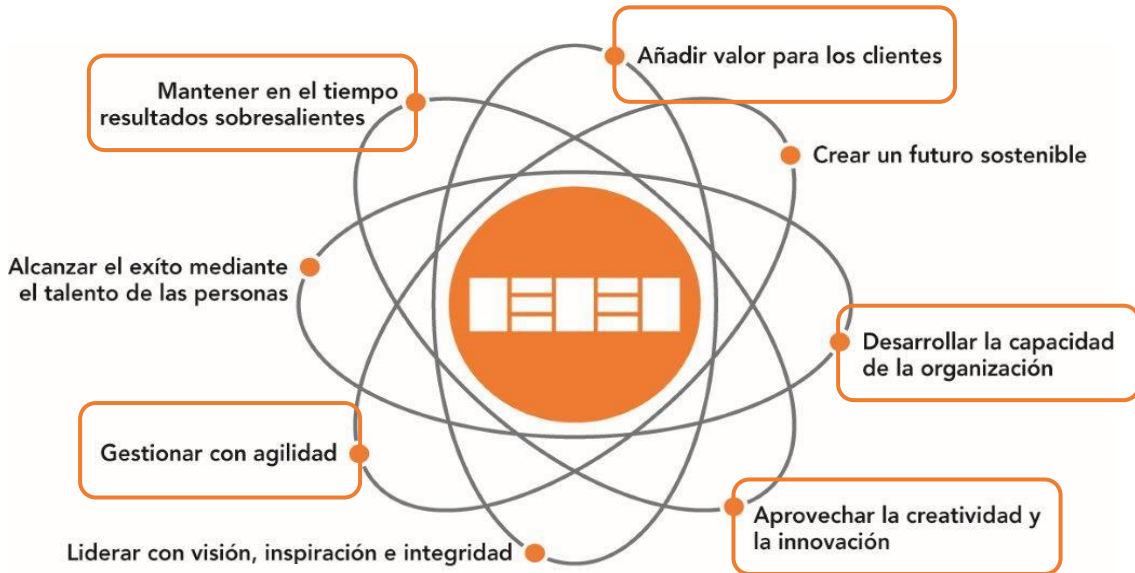 Añadir valor para los clientes
Mantener en el tiempo
resultados sobresalientes
Crear un futuro sostenible
Alcanzar el exíto mediante
el talento de las personas
Desarrollar la capacidad
de la organización
Gestionar con agilidad
Aprovechar la creatividad y
la innovación
Liderar con visión, inspiración e integridad